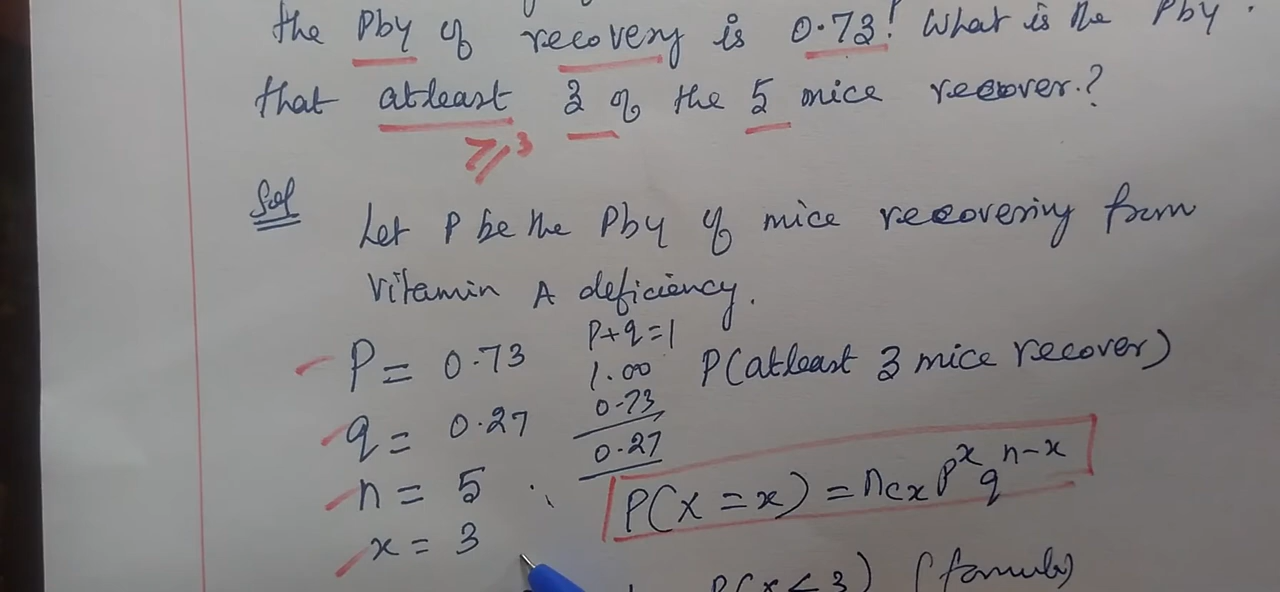 the Pby of recovery is 0.73! What is the Pby.
that atleast 3 of the 5 mice recover.?
≥3
Sol
Let P be the Pby of mice recovering from
vitamin A deficiency.
P = 0.73
P+q=1
1.00
0.73
0.27
P(atleast 3 mice recover)
q = 0.27
n = 5
P(X = x) = ncx p^x q^n-x
x = 3
P(x<3) (formula)